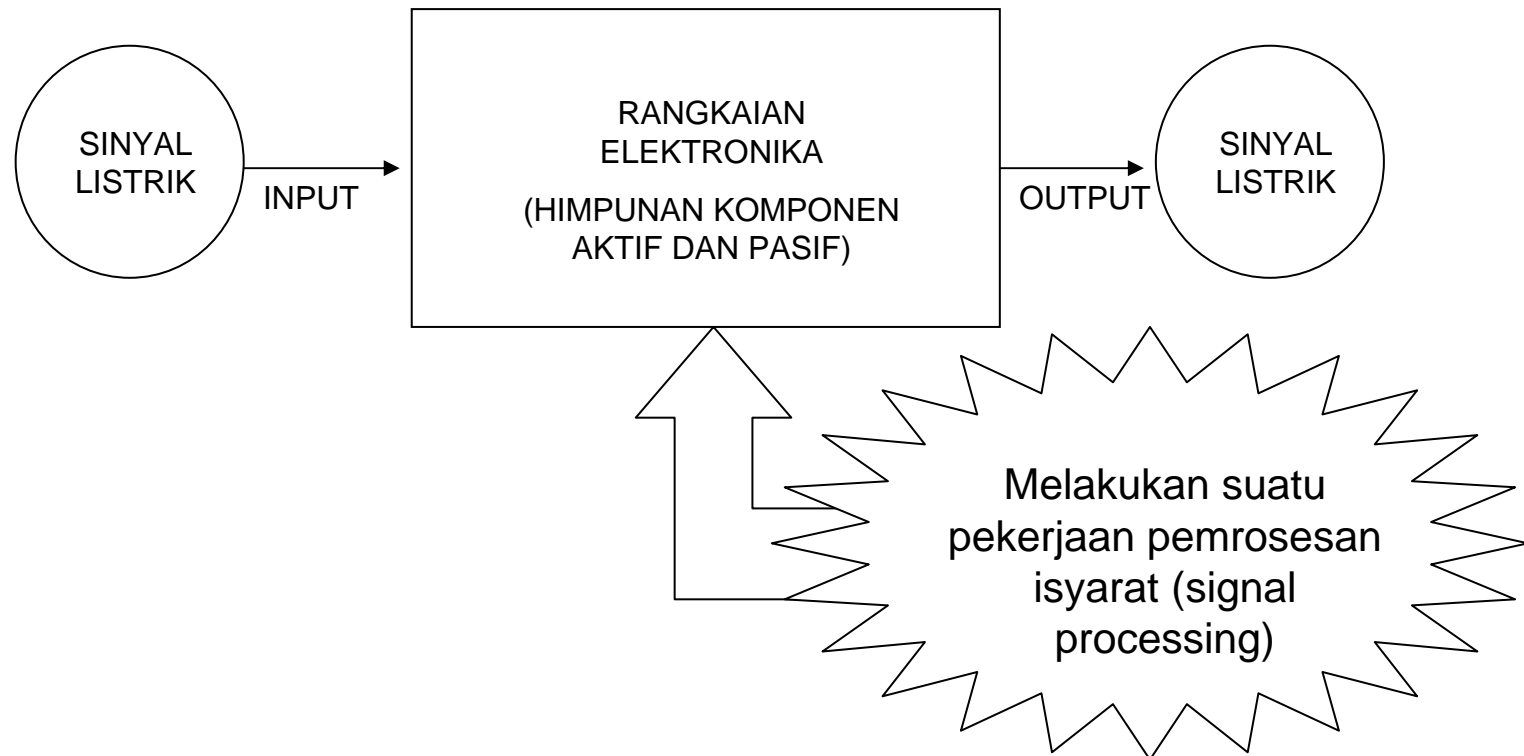 SINYAL
LISTRIK
INPUT
RANGKAIAN
ELEKTRONIKA
(HIMPUNAN KOMPONEN
AKTIF DAN PASIF)
OUTPUT
SINYAL
LISTRIK
Melakukan suatu
pekerjaan pemrosesan
isyarat (signal
processing)